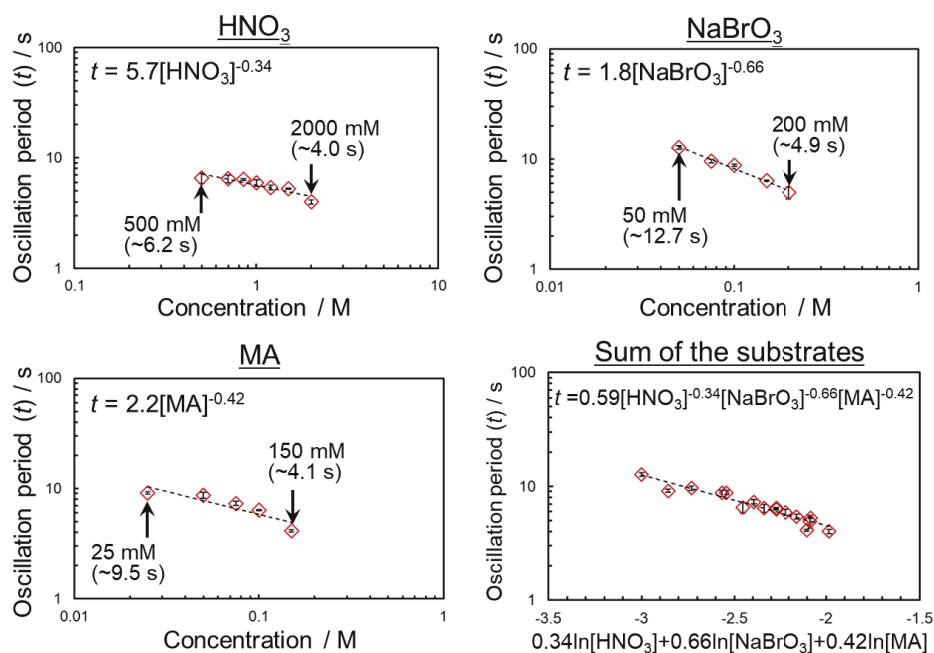 HNO3
Oscillation period (t) / s
100
10
1
t = 5.7[HNO3]-0.34
2000 mM
(~4.0 s)
500 mM
(~6.2 s)
0.1
1
10
Concentration / M
NaBrO3
Oscillation period (t) / s
100
10
1
t = 1.8[NaBrO3]-0.66
200 mM
(~4.9 s)
50 mM
(~12.7 s)
0.01
0.1
1
Concentration / M
MA
Oscillation period (t) / s
100
10
1
t = 2.2[MA]-0.42
150 mM
(~4.1 s)
25 mM
(~9.5 s)
0.01
0.1
1
Concentration / M
Sum of the substrates
Oscillation period (t) / s
100
10
1
t =0.59[HNO3]-0.34[NaBrO3]-0.66[MA]-0.42
-3.5
-3
-2.5
-2
-1.5
0.34ln[HNO3]+0.66ln[NaBrO3]+0.42ln[MA]